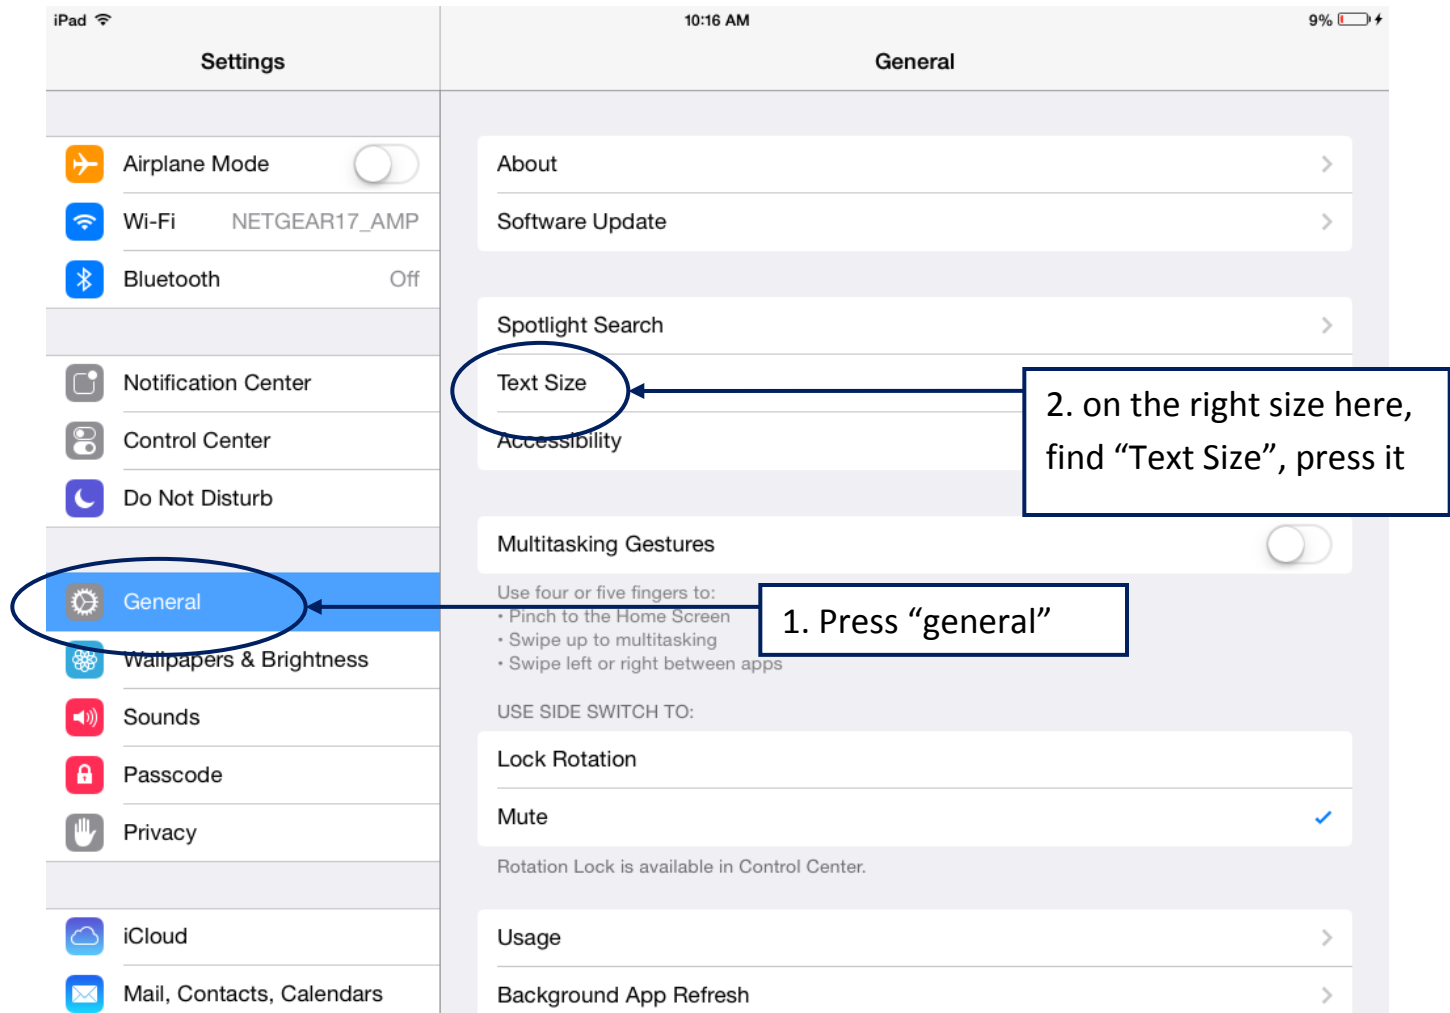 iPad
10:16 AM
9%
Settings
General
Airplane Mode
Wi-Fi NETGEAR17_AMP
Bluetooth Off
Notification Center
Control Center
Do Not Disturb
General
Wallpapers & Brightness
Sounds
Passcode
Privacy
iCloud
Mail, Contacts, Calendars
About
Software Update
Spotlight Search
Text Size
Accessibility
2. on the right size here,
find “Text Size”, press it
Multitasking Gestures
Use four or five fingers to:
• Pinch to the Home Screen
• Swipe up to multitasking
• Swipe left or right between apps
1. Press “general”
USE SIDE SWITCH TO:
Lock Rotation
Mute
Rotation Lock is available in Control Center.
Usage
Background App Refresh